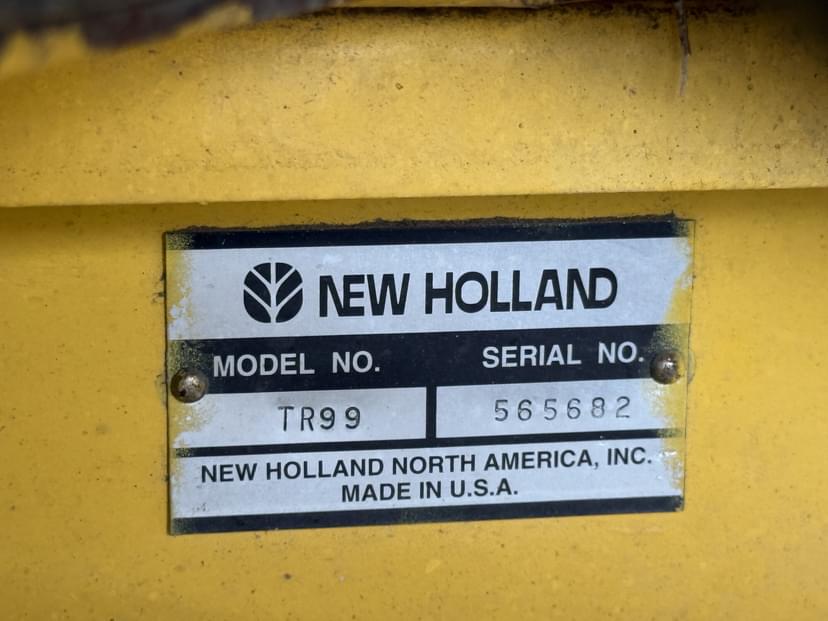 NEW HOLLAND
MODEL NO. SERIAL NO.
TR99 565682
NEW HOLLAND NORTH AMERICA, INC.
MADE IN U.S.A.